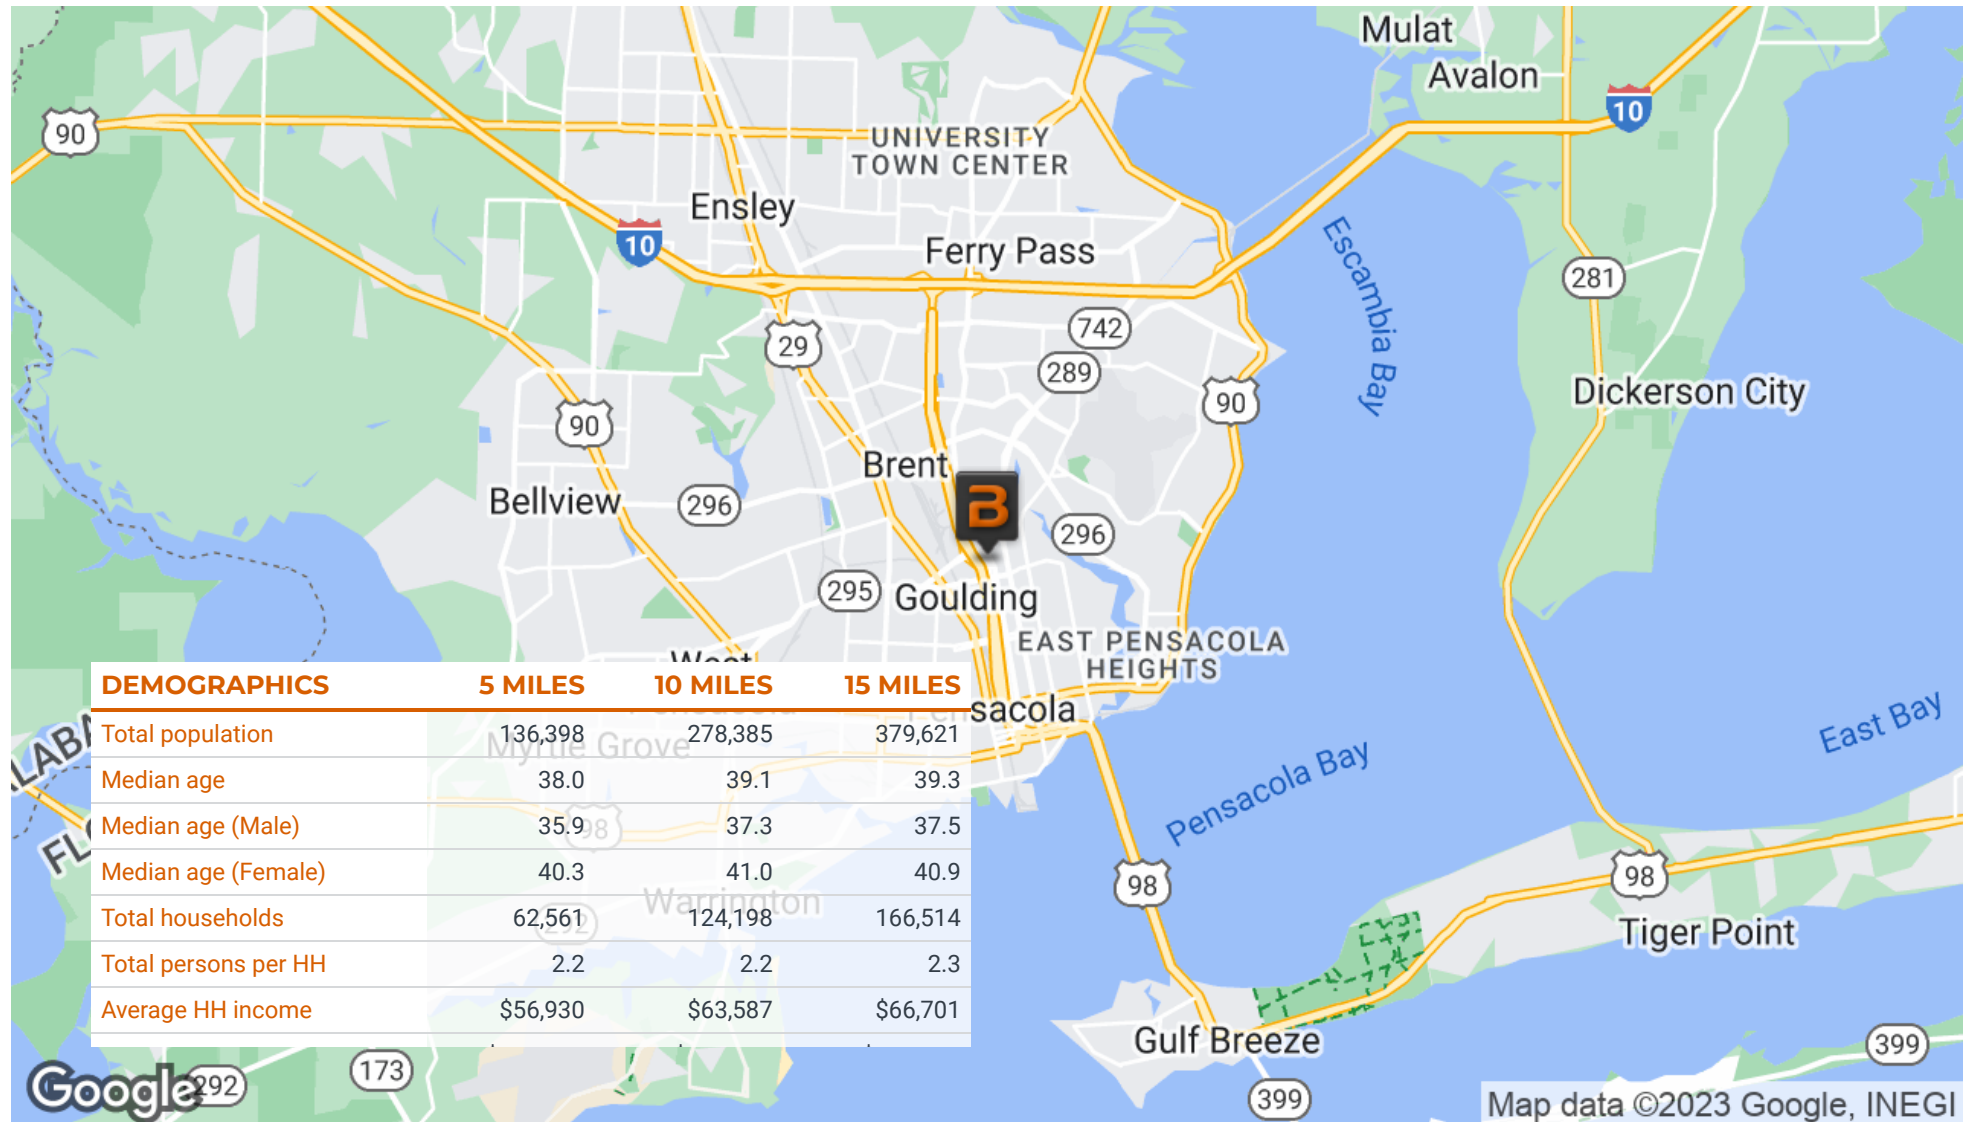 Mulat
Avalon
10
90
UNIVERSITY
TOWN CENTER
Ensley
10
Ferry Pass
Escambia Bay
281
742
29
289
90
Dickerson City
90
Brent
B
Bellview
296
296
295
Goulding
EAST PENSACOLA
HEIGHTS
DEMOGRAPHICS 5 MILES 10 MILES 15 MILES
Total population 136,398 278,385 379,621
Median age 38.0 39.1 39.3
Median age (Male) 35.9 37.3 37.5
Median age (Female) 40.3 41.0 40.9
Total households 62,561 124,198 166,514
Total persons per HH 2.2 2.2 2.3
Average HH income $56,930 $63,587 $66,701
Pensacola
Myrtle Grove
98
Warrington
292
East Bay
Pensacola Bay
98
98
Tiger Point
Gulf Breeze
399
173
292
Google
399
Map data ©2023 Google, INEGI